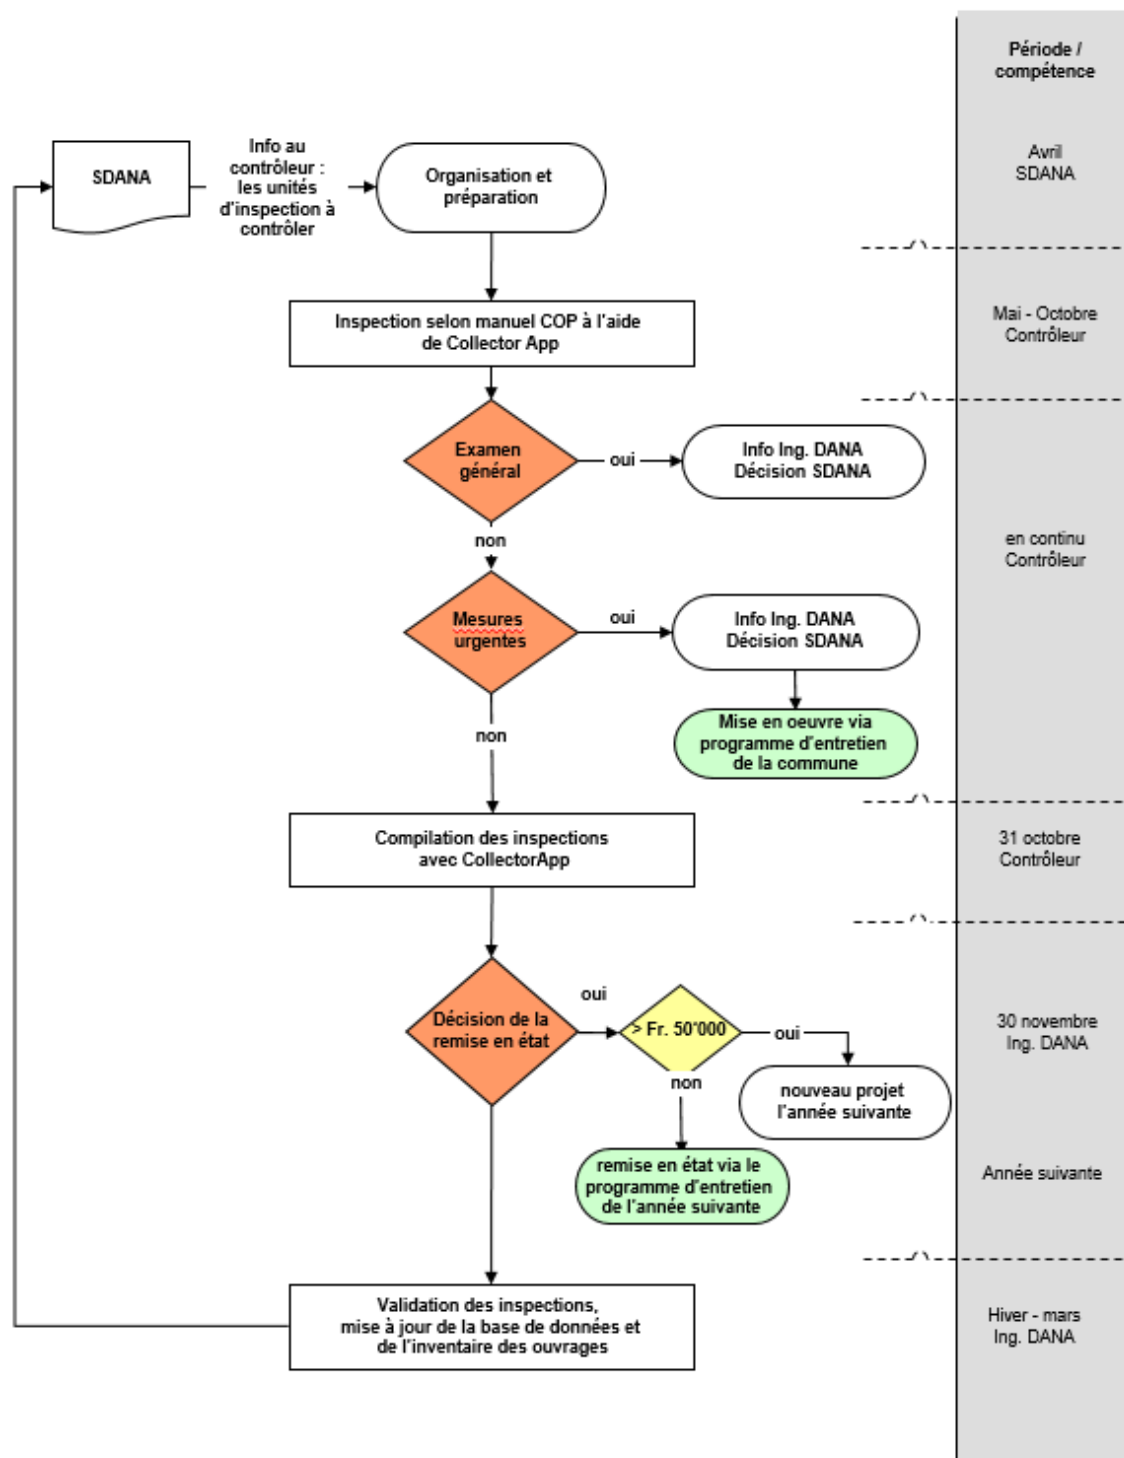 Période /
compétence
SDANA
Info au
contrôleur :
les unités
d'inspection à
contrôler
Organisation et
préparation
Avril
SDANA
Inspection selon manuel COP à l'aide
de Collector App
Mai - Octobre
Contrôleur
Examen
général
oui
Info Ing. DANA
Décision SDANA
non
en continu
Contrôleur
Mesures
urgentes
oui
Info Ing. DANA
Décision SDANA
non
Mise en oeuvre via
programme d'entretien
de la commune
Compilation des inspections
avec CollectorApp
31 octobre
Contrôleur
Décision de la
remise en état
oui
> Fr. 50'000
oui
30 novembre
Ing. DANA
non
nouveau projet
l'année suivante
remise en état via le
programme d'entretien
de l'année suivante
Année suivante
Validation des inspections,
mise à jour de la base de données et
de l'inventaire des ouvrages
Hiver - mars
Ing. DANA